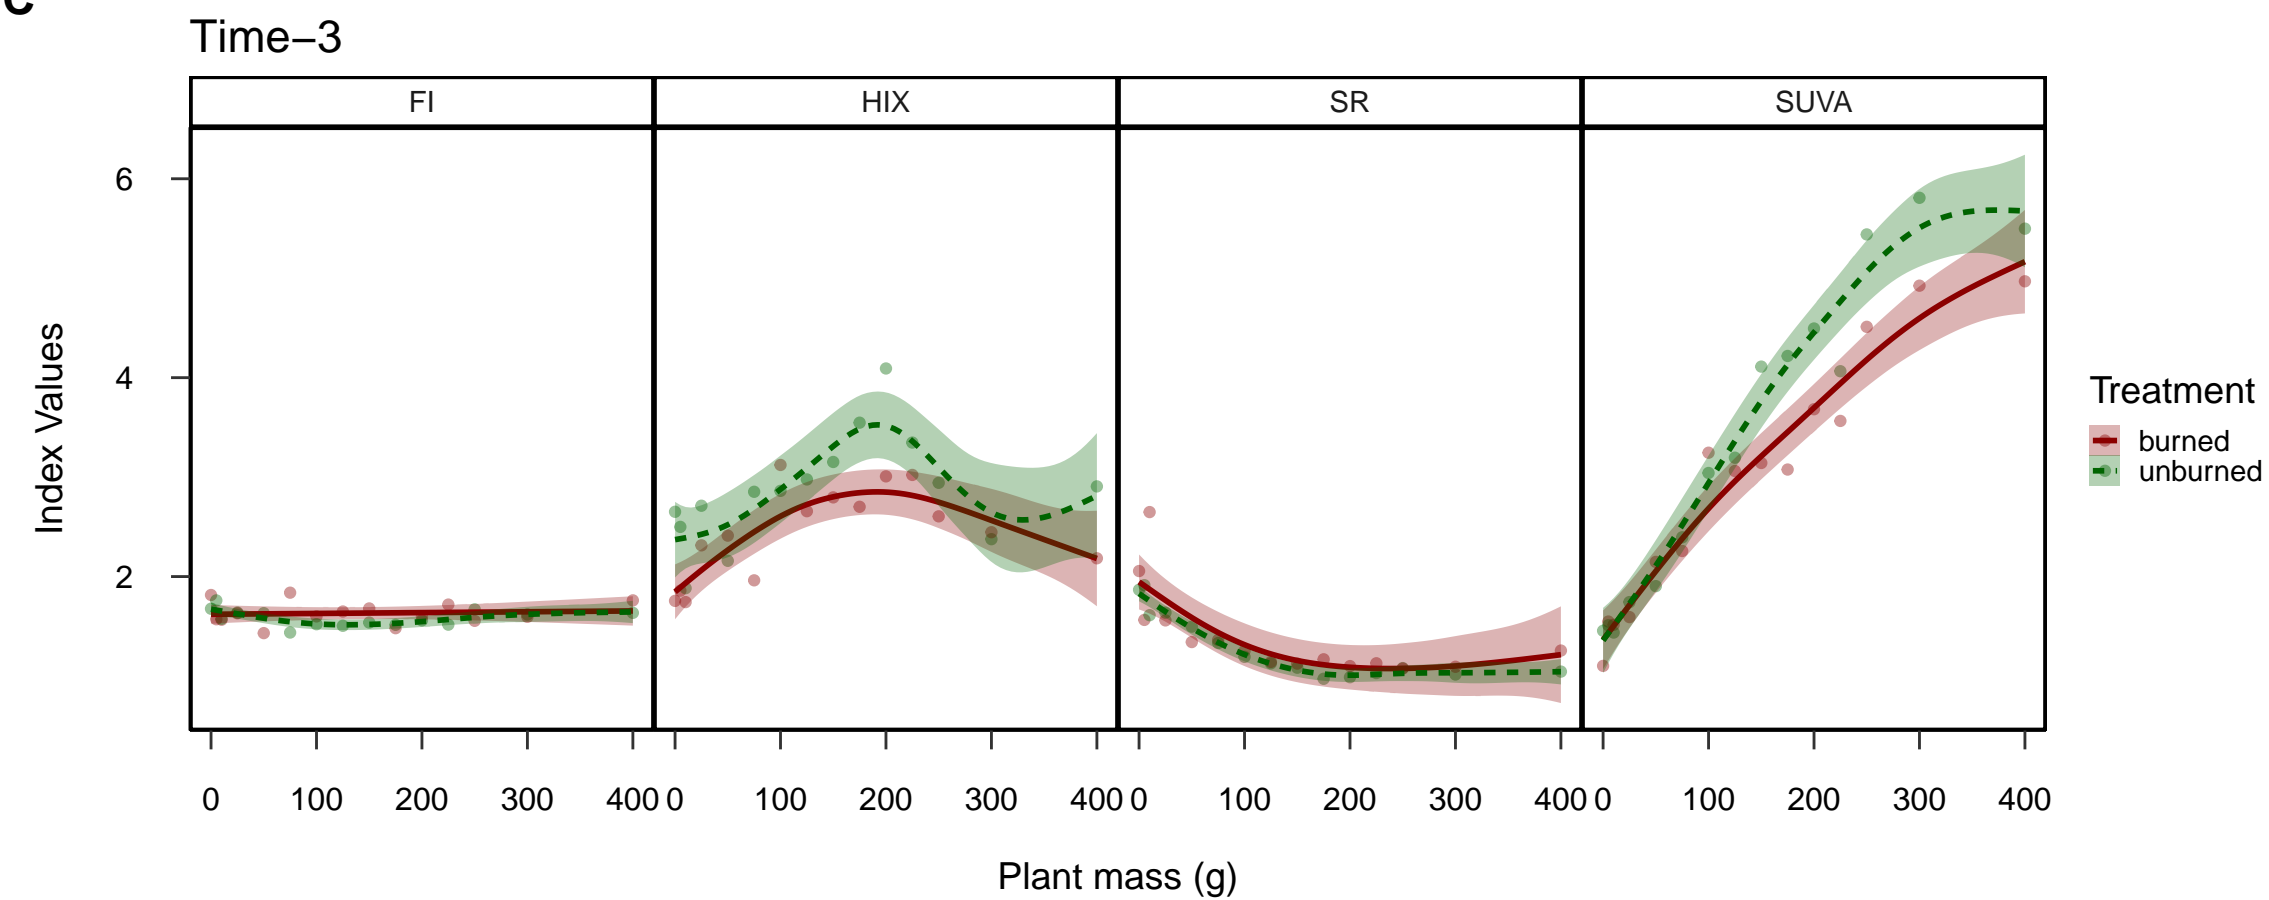 C
Time−3
FI HIX SR SUVA
6
4
2
Index Values
0 100 200 300 400 0 100 200 300 400 0 100 200 300 400 0 100 200 300 400
Plant mass (g)
Treatment
burned
unburned